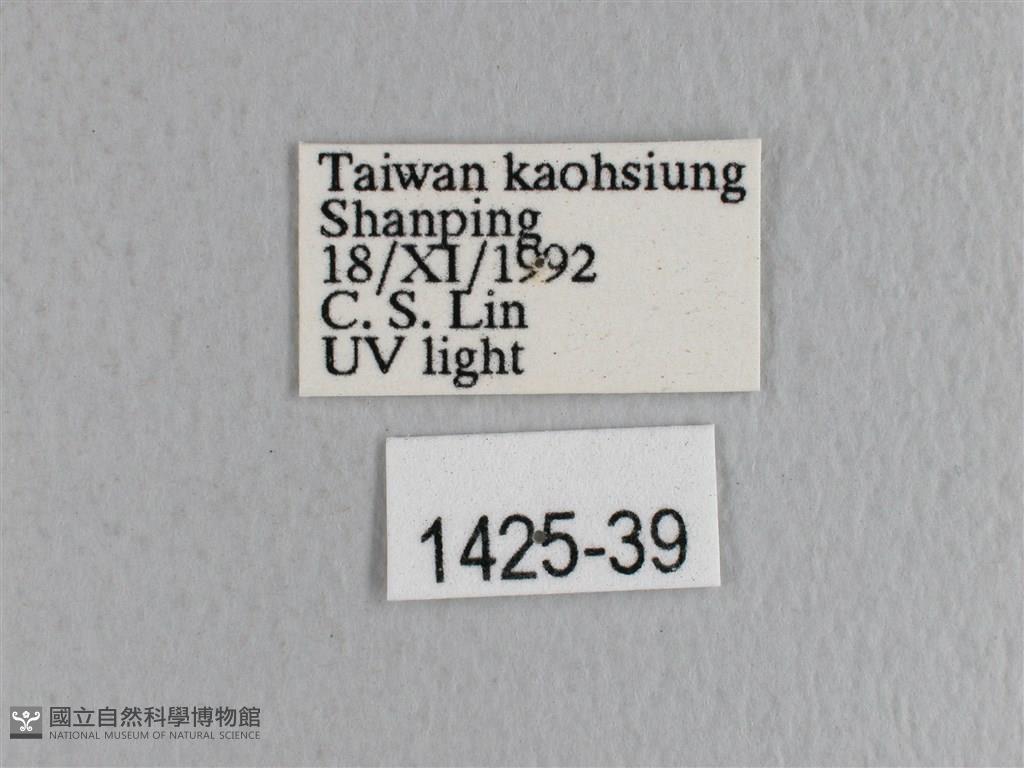 Taiwan kaohsiung
Shanping
18/XI/1992
C. S. Lin
UV light
1425-39
國立自然科學博物館
NATIONAL MUSEUM OF NATURAL SCIENCE